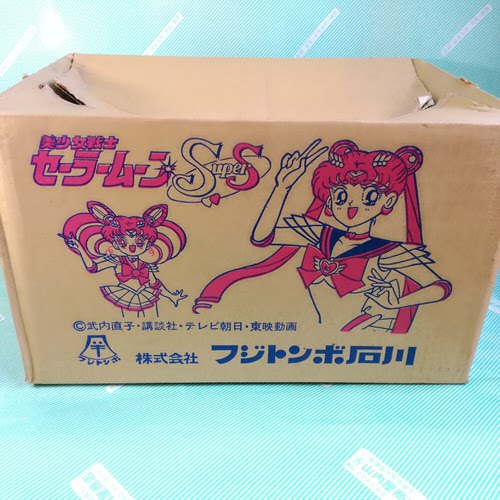 美少女戦士
セーラームーン SuperS
©武内直子・講談社・テレビ朝日・東映動画
フジトンボ
株式会社 フジトンボ石川